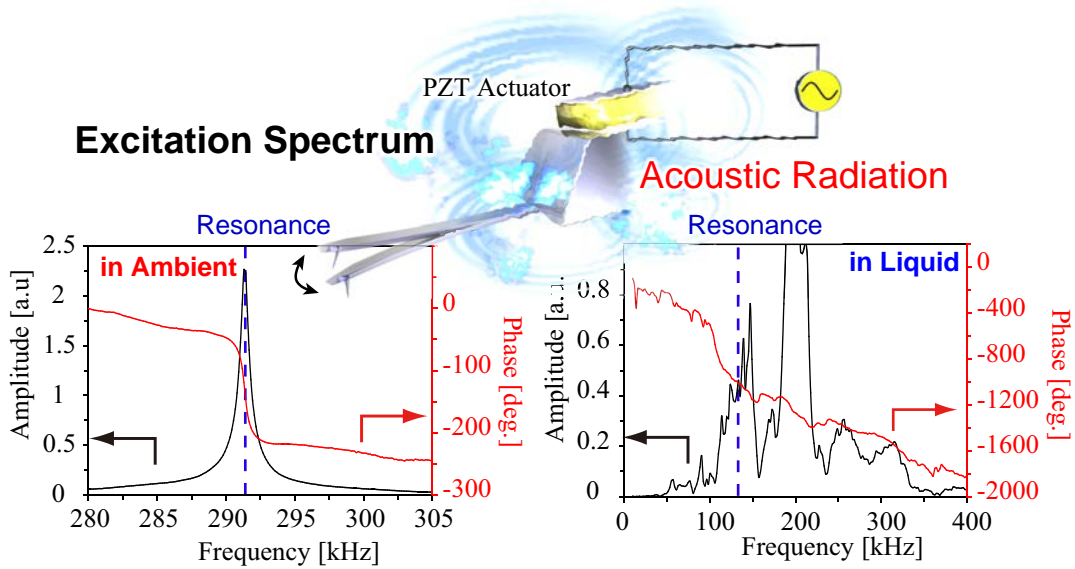 PZT Actuator
Excitation Spectrum
Acoustic Radiation
Resonance
2.5
2
1.5
1
0.5
0
Amplitude [a.u]
in Ambient
0
-100
-200
-300
Phase [deg.]
280 285 290 295 300 305
Frequency [kHz]
Resonance
0.8
0.6
0.4
0.2
0
Amplitude [a.u.
in Liquid
0
-400
-800
-1200
-1600
-2000
Phase [deg.]
0 100 200 300 400
Frequency [kHz]